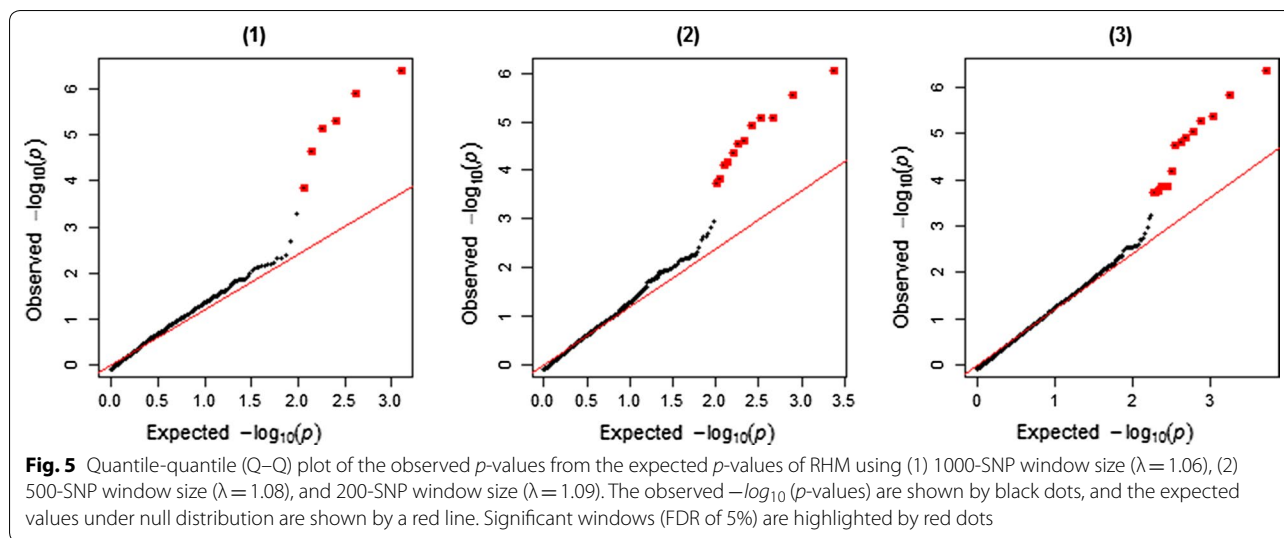 (1)
(2)
(3)
Observed −log10(p)
6
5
4
3
2
1
0
0.0 0.5 1.0 1.5 2.0 2.5 3.0
Expected −log10(p)
Observed −log10(p)
6
5
4
3
2
1
0
0.0 0.5 1.0 1.5 2.0 2.5 3.0 3.5
Expected −log10(p)
Observed −log10(p)
6
5
4
3
2
1
0
0 1 2 3
Expected −log10(p)
Fig. 5 Quantile-quantile (Q–Q) plot of the observed p-values from the expected p-values of RHM using (1) 1000-SNP window size (λ = 1.06), (2)
500-SNP window size (λ = 1.08), and 200-SNP window size (λ = 1.09). The observed −log10 (p-values) are shown by black dots, and the expected
values under null distribution are shown by a red line. Significant windows (FDR of 5%) are highlighted by red dots